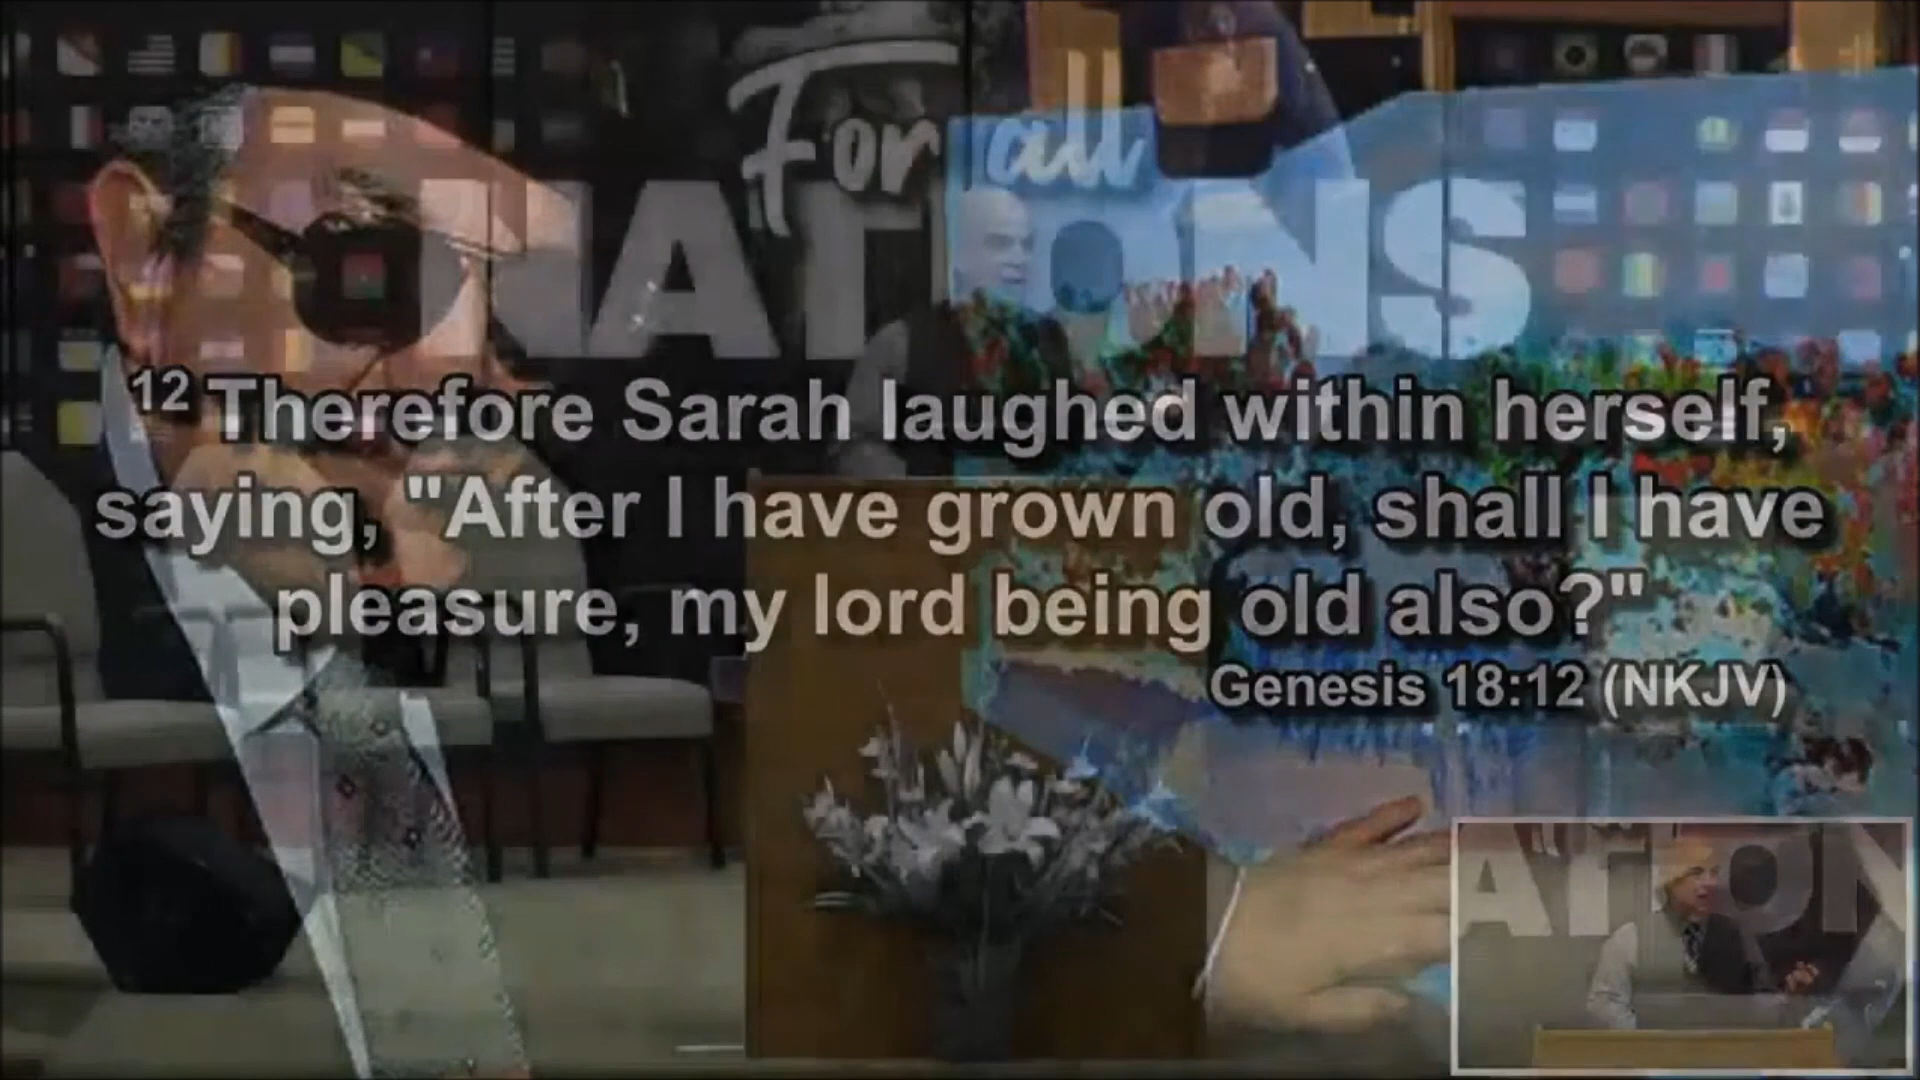 For all
NATIONS
12 Therefore Sarah laughed within herself,
saying, "After I have grown old, shall I have
pleasure, my lord being old also?"
Genesis 18:12 (NKJV)
ATION